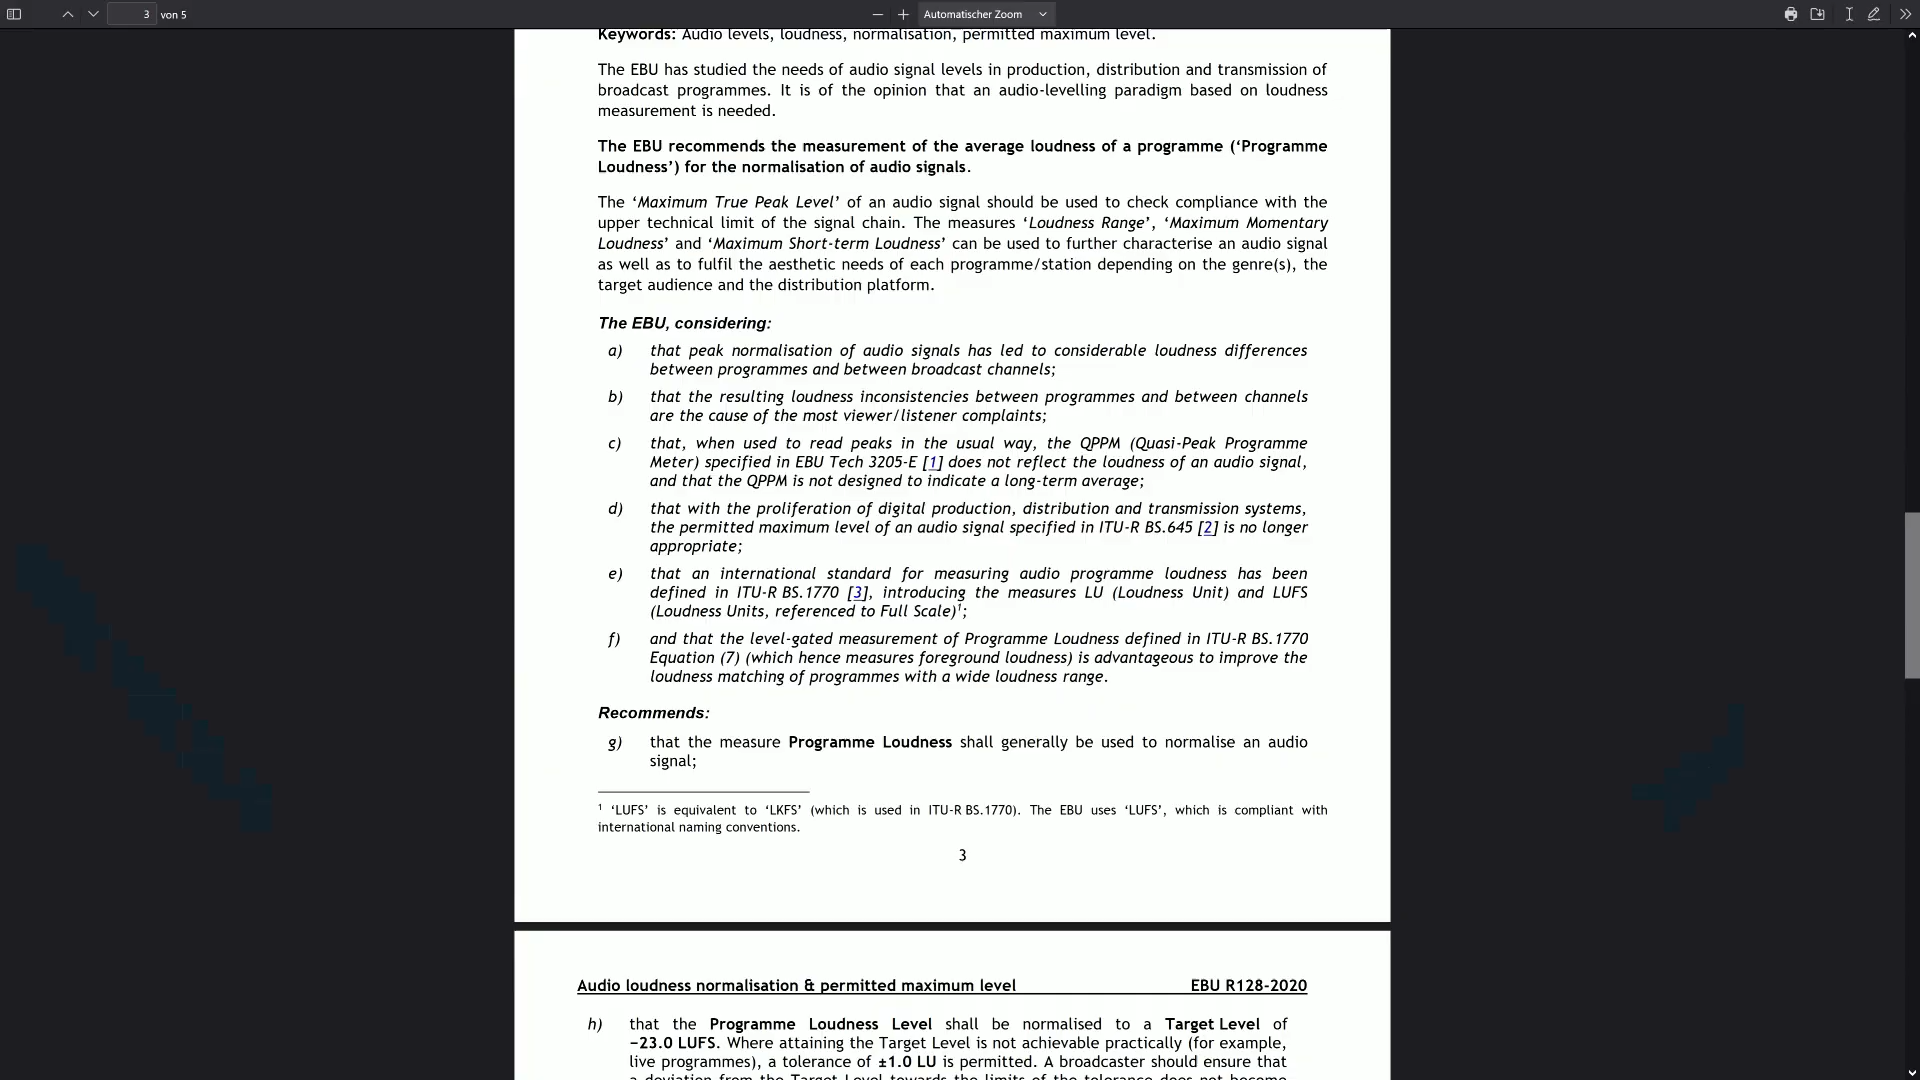 3 von 5 Automatischer Zoom
Keywords: Audio levels, loudness, normalisation, permitted maximum level.
The EBU has studied the needs of audio signal levels in production, distribution and transmission of
broadcast programmes. It is of the opinion that an audio-levelling paradigm based on loudness
measurement is needed.
The EBU recommends the measurement of the average loudness of a programme (‘Programme
Loudness’) for the normalisation of audio signals.
The ‘Maximum True Peak Level’ of an audio signal should be used to check compliance with the
upper technical limit of the signal chain. The measures ‘Loudness Range’, ‘Maximum Momentary
Loudness’ and ‘Maximum Short-term Loudness’ can be used to further characterise an audio signal
as well as to fulfil the aesthetic needs of each programme/station depending on the genre(s), the
target audience and the distribution platform.
The EBU, considering:
a) that peak normalisation of audio signals has led to considerable loudness differences
between programmes and between broadcast channels;
b) that the resulting loudness inconsistencies between programmes and between channels
are the cause of the most viewer/listener complaints;
c) that, when used to read peaks in the usual way, the QPPM (Quasi-Peak Programme
Meter) specified in EBU Tech 3205-E [1] does not reflect the loudness of an audio signal,
and that the QPPM is not designed to indicate a long-term average;
d) that with the proliferation of digital production, distribution and transmission systems,
the permitted maximum level of an audio signal specified in ITU-R BS.645 [2] is no longer
appropriate;
e) that an international standard for measuring audio programme loudness has been
defined in ITU-R BS.1770 [3], introducing the measures LU (Loudness Unit) and LUFS
(Loudness Units, referenced to Full Scale)¹;
f) and that the level-gated measurement of Programme Loudness defined in ITU-R BS.1770
Equation (7) (which hence measures foreground loudness) is advantageous to improve the
loudness matching of programmes with a wide loudness range.
Recommends:
g) that the measure Programme Loudness shall generally be used to normalise an audio
signal;
¹ ‘LUFS’ is equivalent to ‘LKFS’ (which is used in ITU-R BS.1770). The EBU uses ‘LUFS’, which is compliant with
international naming conventions.
3
Audio loudness normalisation & permitted maximum level EBU R128-2020
h) that the Programme Loudness Level shall be normalised to a Target Level of
−23.0 LUFS. Where attaining the Target Level is not achievable practically (for example,
live programmes), a tolerance of ±1.0 LU is permitted. A broadcaster should ensure that
a deviation from the Target Level towards the limits of the tolerance does not become